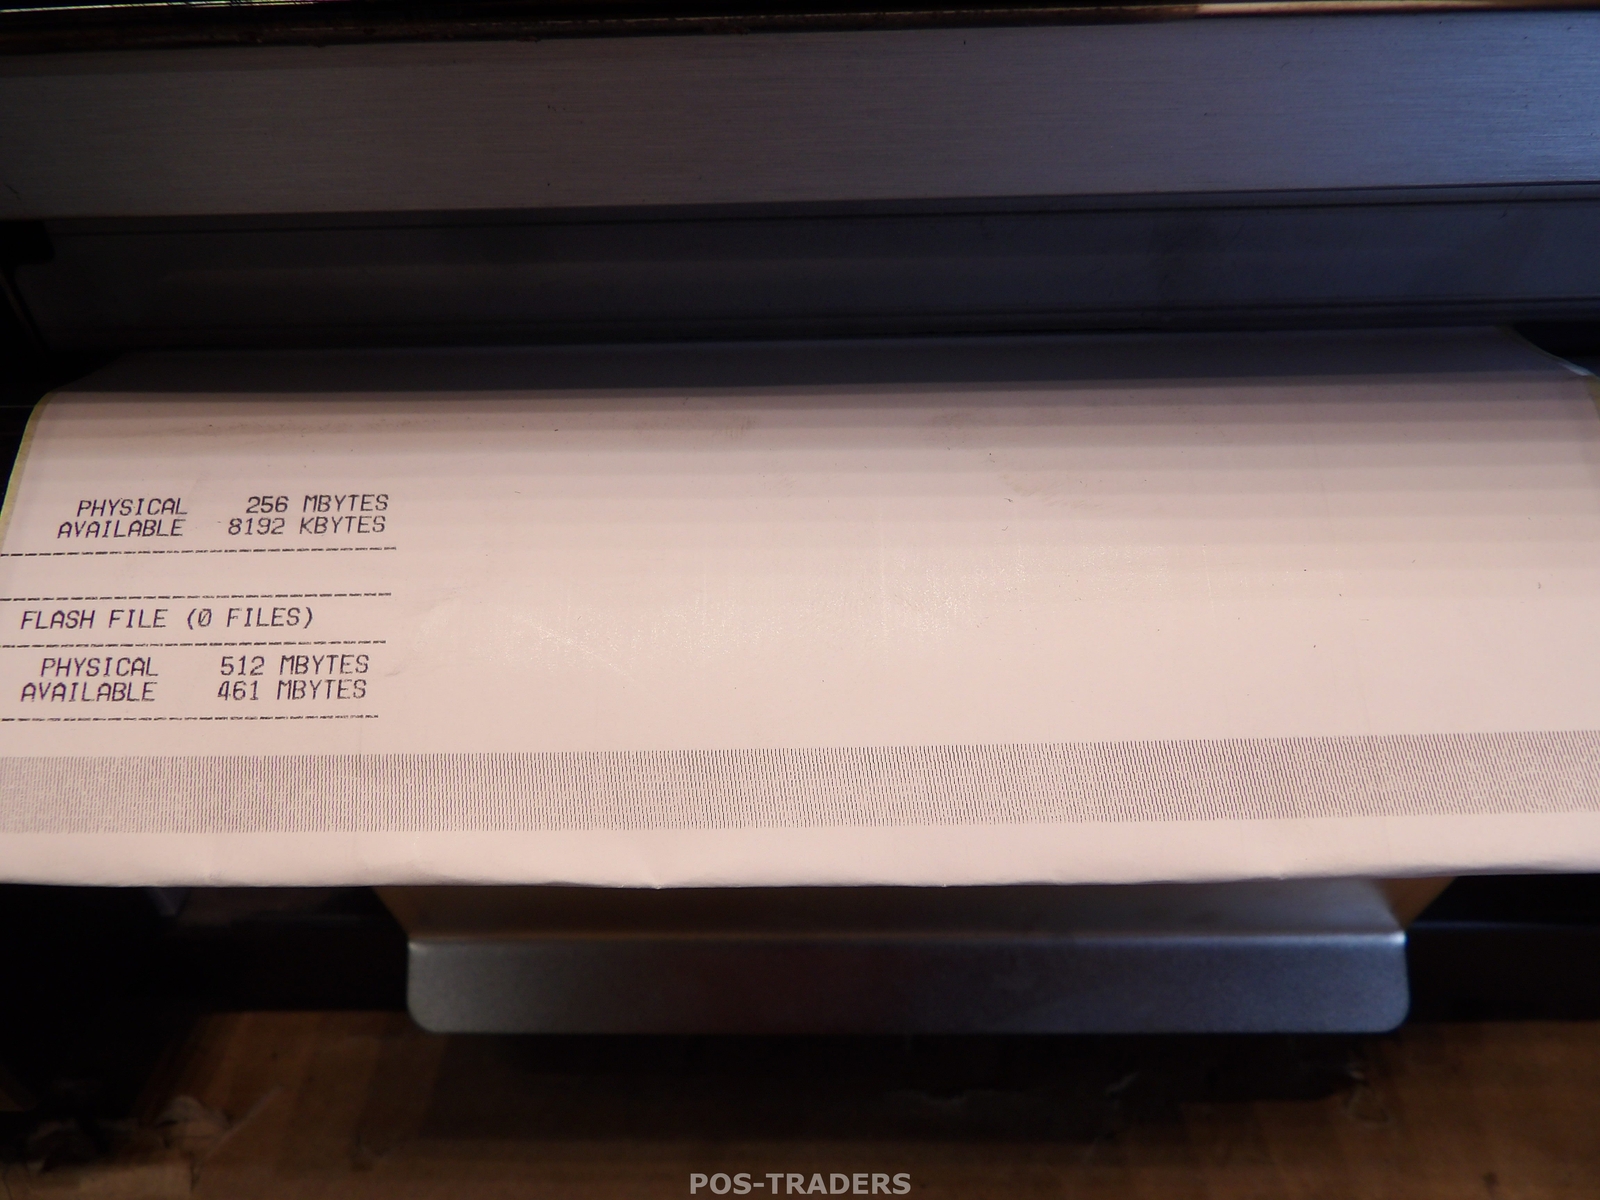 PHYSICAL 256 MBYTES
AVAILABLE 8192 KBYTES
FLASH FILE (0 FILES)
PHYSICAL 512 MBYTES
AVAILABLE 461 MBYTES
POS-TRADERS